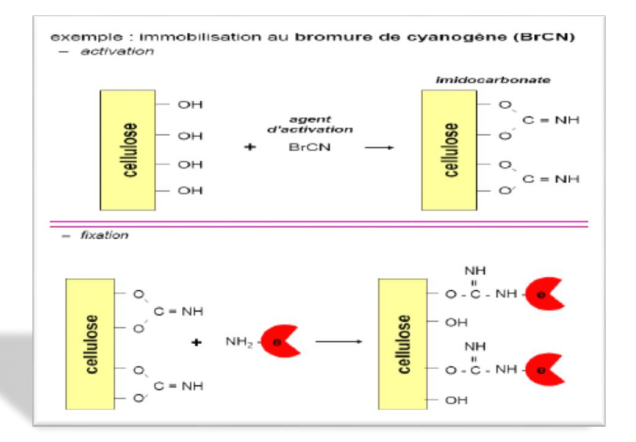 exemple : immobilisation au bromure de cyanogène (BrCN)
– activation
imidocarbonate
cellulose
OH
OH
OH
OH
+
agent
d'activation
BrCN
cellulose
O
O
C = NH
O
O
C = NH
– fixation
cellulose
O
O
C = NH
O
O
C = NH
+
NH2 - e
cellulose
NH
O - C - NH - e
OH
NH
O - C - NH - e
OH